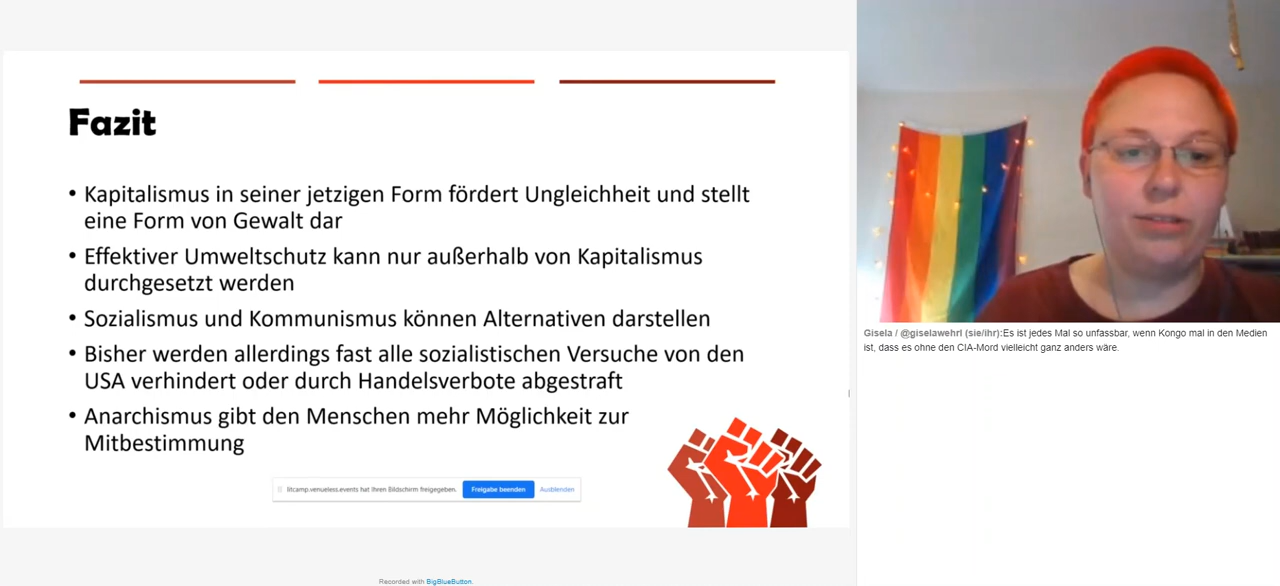 Fazit
• Kapitalismus in seiner jetzigen Form fördert Ungleichheit und stellt
eine Form von Gewalt dar
• Effektiver Umweltschutz kann nur außerhalb von Kapitalismus
durchgesetzt werden
• Sozialismus und Kommunismus können Alternativen darstellen
• Bisher werden allerdings fast alle sozialistischen Versuche von den
USA verhindert oder durch Handelsverbote abgestraft
• Anarchismus gibt den Menschen mehr Möglichkeit zur
Mitbestimmung
litcamp.venueless.events hat Ihren Bildschirm freigegeben. Freigabe beenden Ausblenden
Gisela / @giselawehrl (sie/ihr):Es ist jedes Mal so unfassbar, wenn Kongo mal in den Medien
ist, dass es ohne den CIA-Mord vielleicht ganz anders wäre.
Recorded with BigBlueButton.